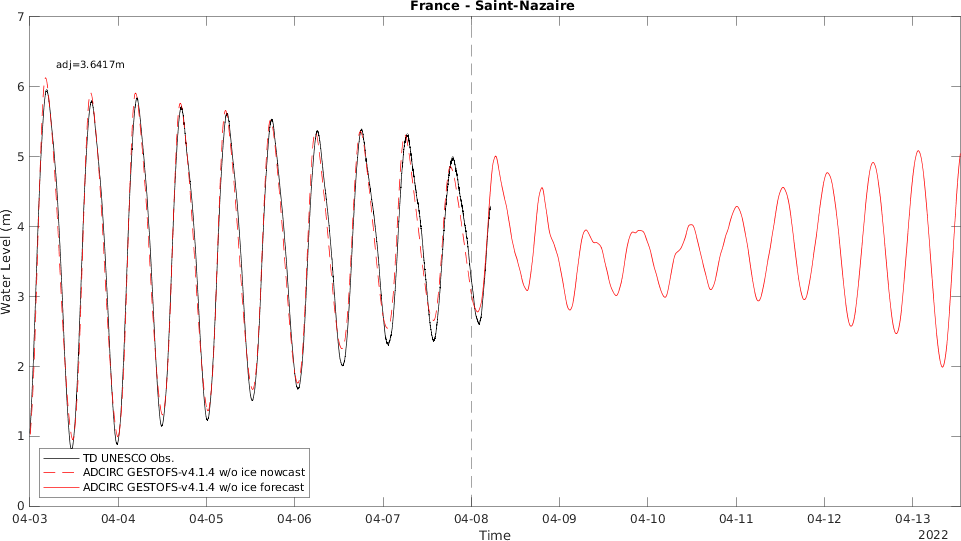 France - Saint-Nazaire
adj=3.6417m
7
6
5
4
3
2
1
0
Water Level (m)
TD UNESCO Obs.
ADCIRC GESTOFS-v4.1.4 w/o ice nowcast
ADCIRC GESTOFS-v4.1.4 w/o ice forecast
04-03 04-04 04-05 04-06 04-07 04-08 04-09 04-10 04-11 04-12 04-13
Time
2022